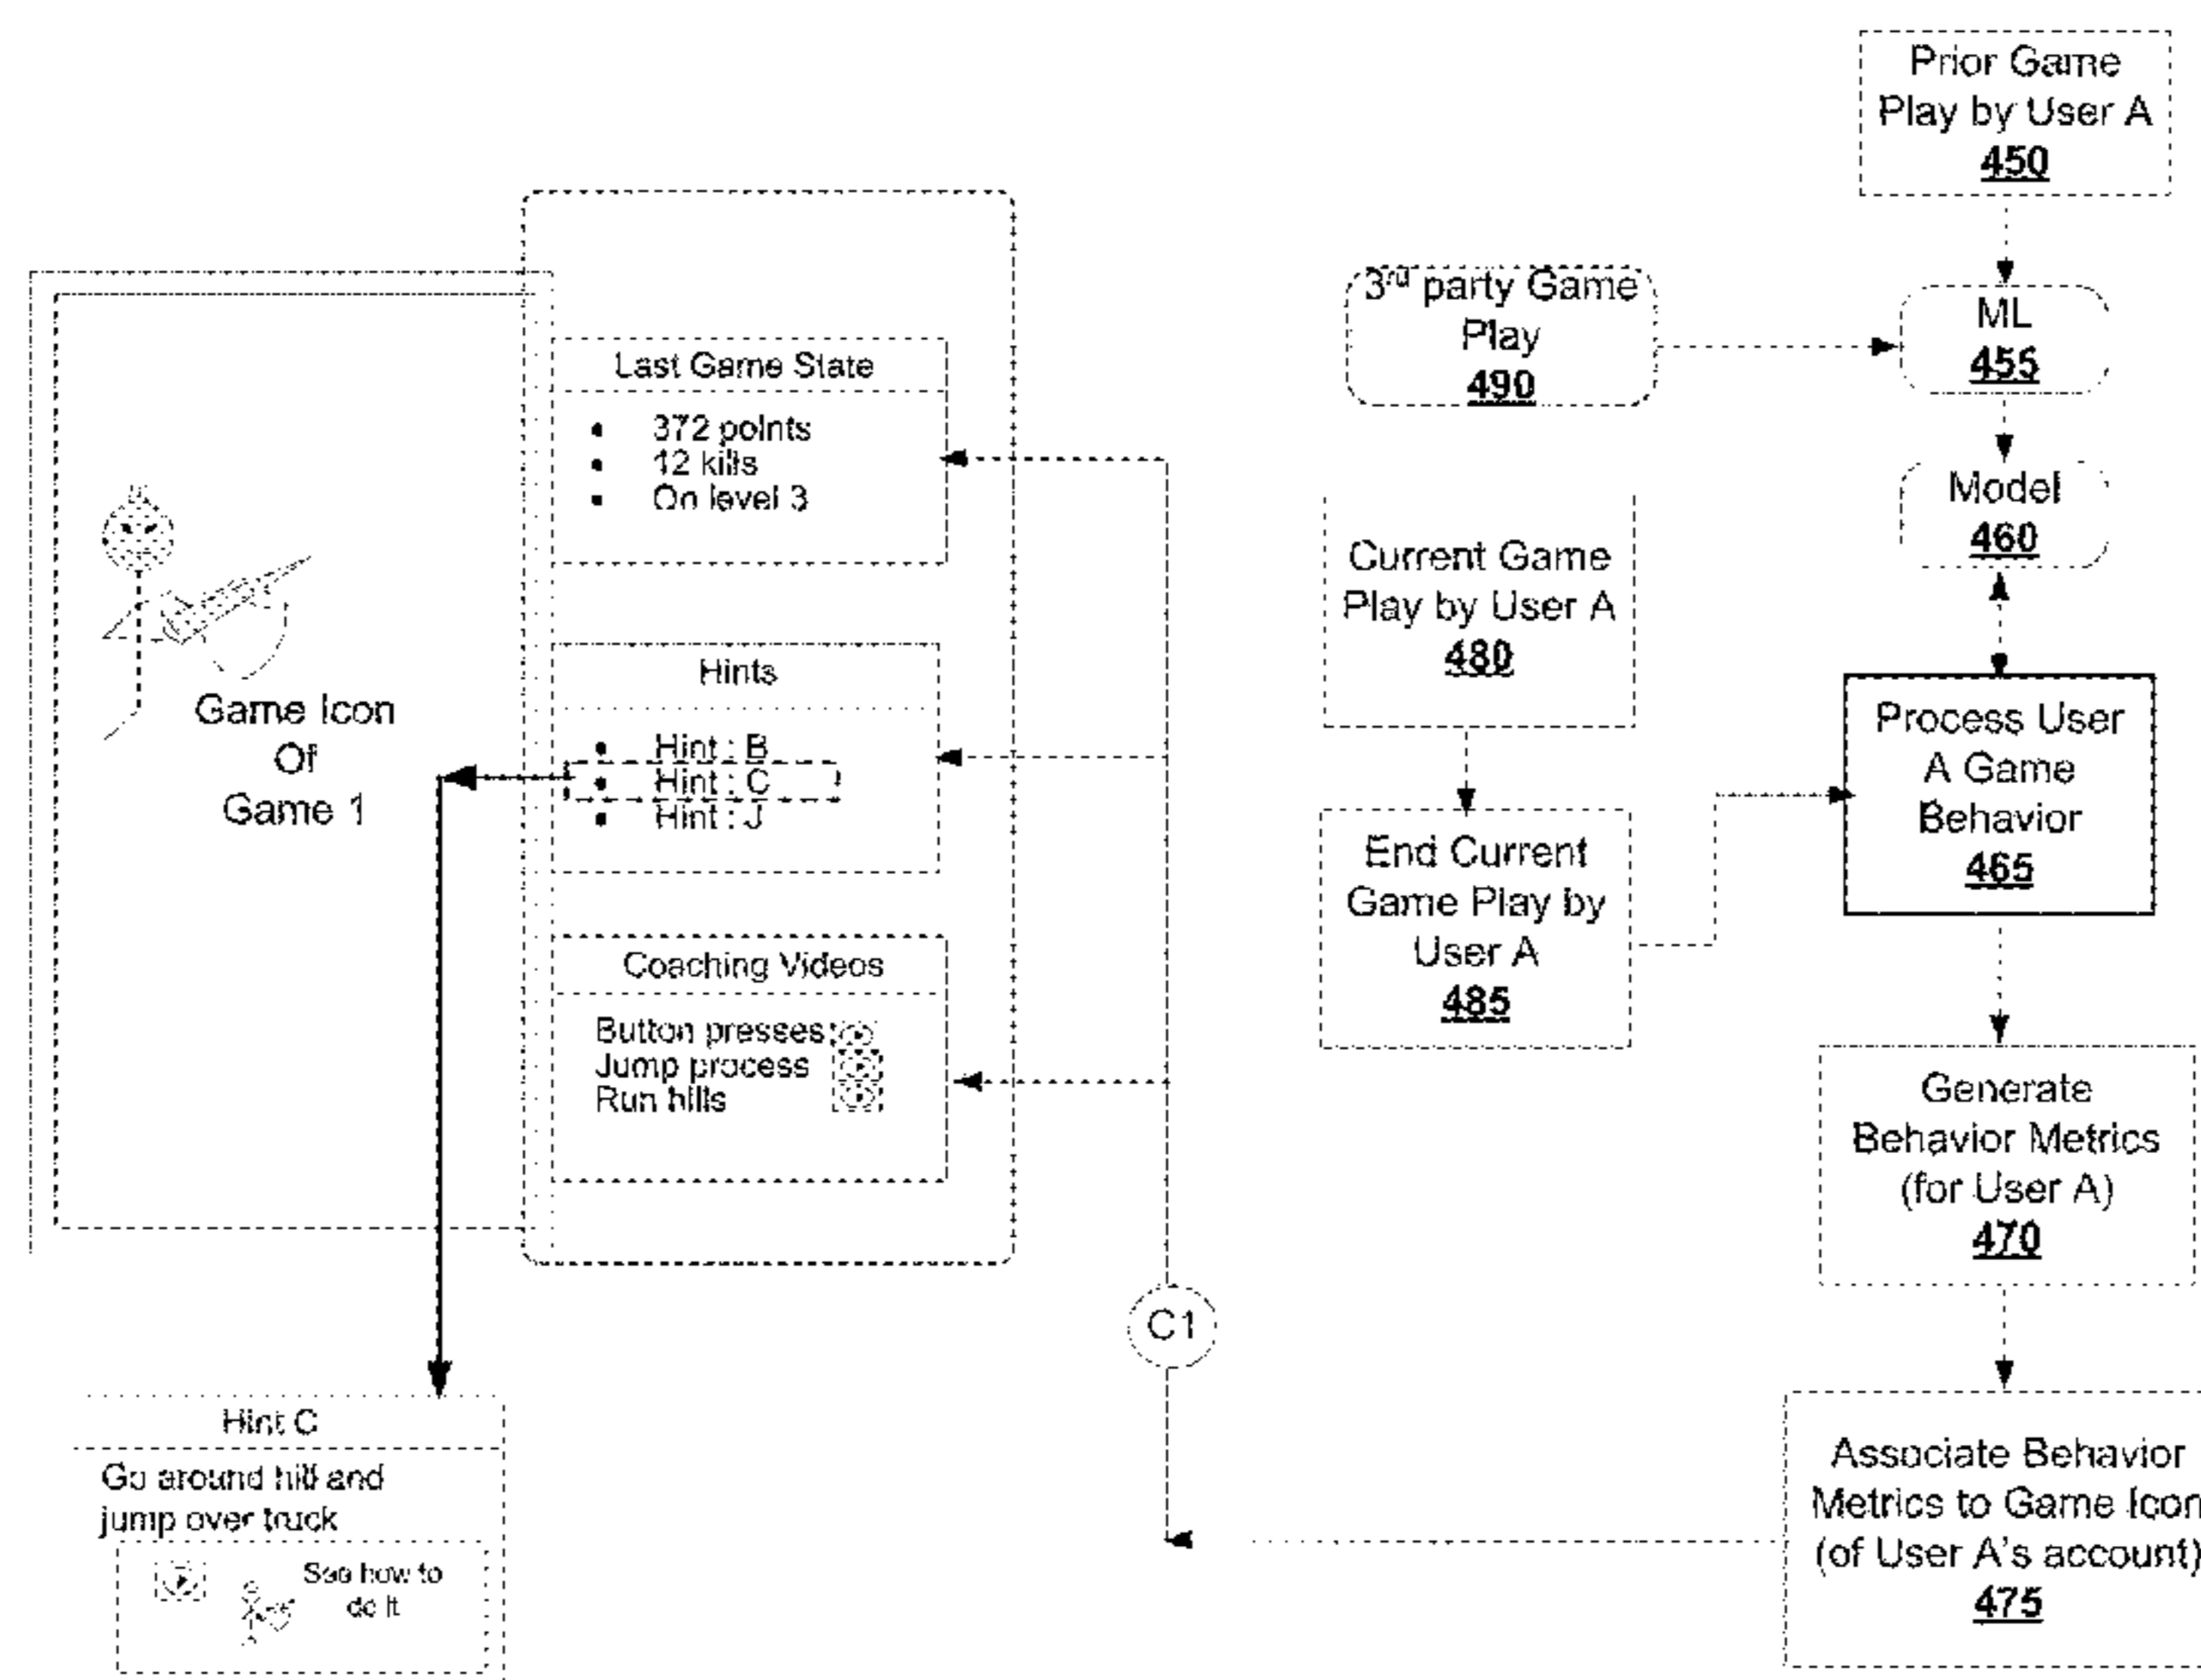 Prior Game
Play by User A
450
3rd party Game
Play
490
ML
455
Model
460
Last Game State
• 372 points
• 12 kills
• On level 3
Current Game
Play by User A
480
Hints
• Hint : B
• Hint : C
• Hint : J
Game Icon
Of
Game 1
Process User
A Game
Behavior
465
End Current
Game Play by
User A
485
Coaching Videos
Button presses
Jump process
Run hills
Generate
Behavior Metrics
(for User A)
470
C1
Hint C
Go around hill and
jump over truck
See how to
do it
Associate Behavior
Metrics to Game Icon
(of User A's account)
475